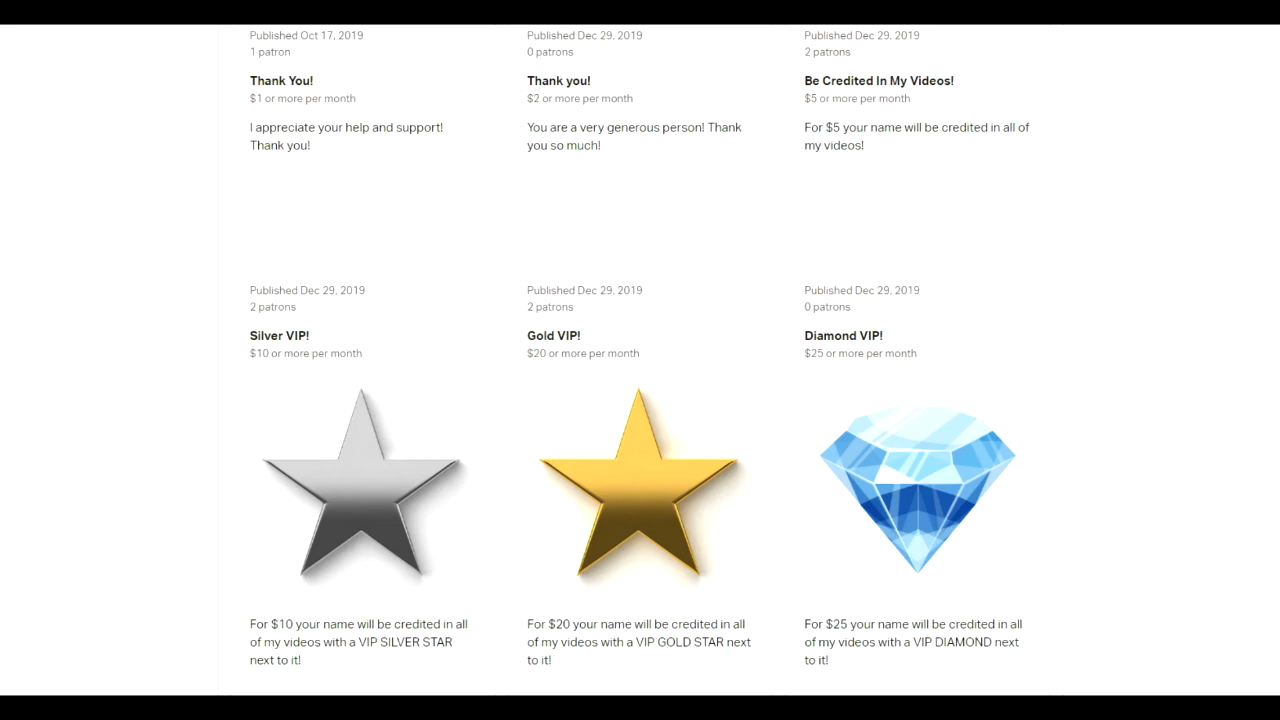 Published Oct 17, 2019
1 patron
Thank You!
$1 or more per month
I appreciate your help and support!
Thank you!
Published Dec 29, 2019
0 patrons
Thank you!
$2 or more per month
You are a very generous person! Thank
you so much!
Published Dec 29, 2019
2 patrons
Be Credited In My Videos!
$5 or more per month
For $5 your name will be credited in all of
my videos!
Published Dec 29, 2019
2 patrons
Silver VIP!
$10 or more per month
For $10 your name will be credited in all
of my videos with a VIP SILVER STAR
next to it!
Published Dec 29, 2019
2 patrons
Gold VIP!
$20 or more per month
For $20 your name will be credited in all
of my videos with a VIP GOLD STAR next
to it!
Published Dec 29, 2019
0 patrons
Diamond VIP!
$25 or more per month
For $25 your name will be credited in all
of my videos with a VIP DIAMOND next
to it!